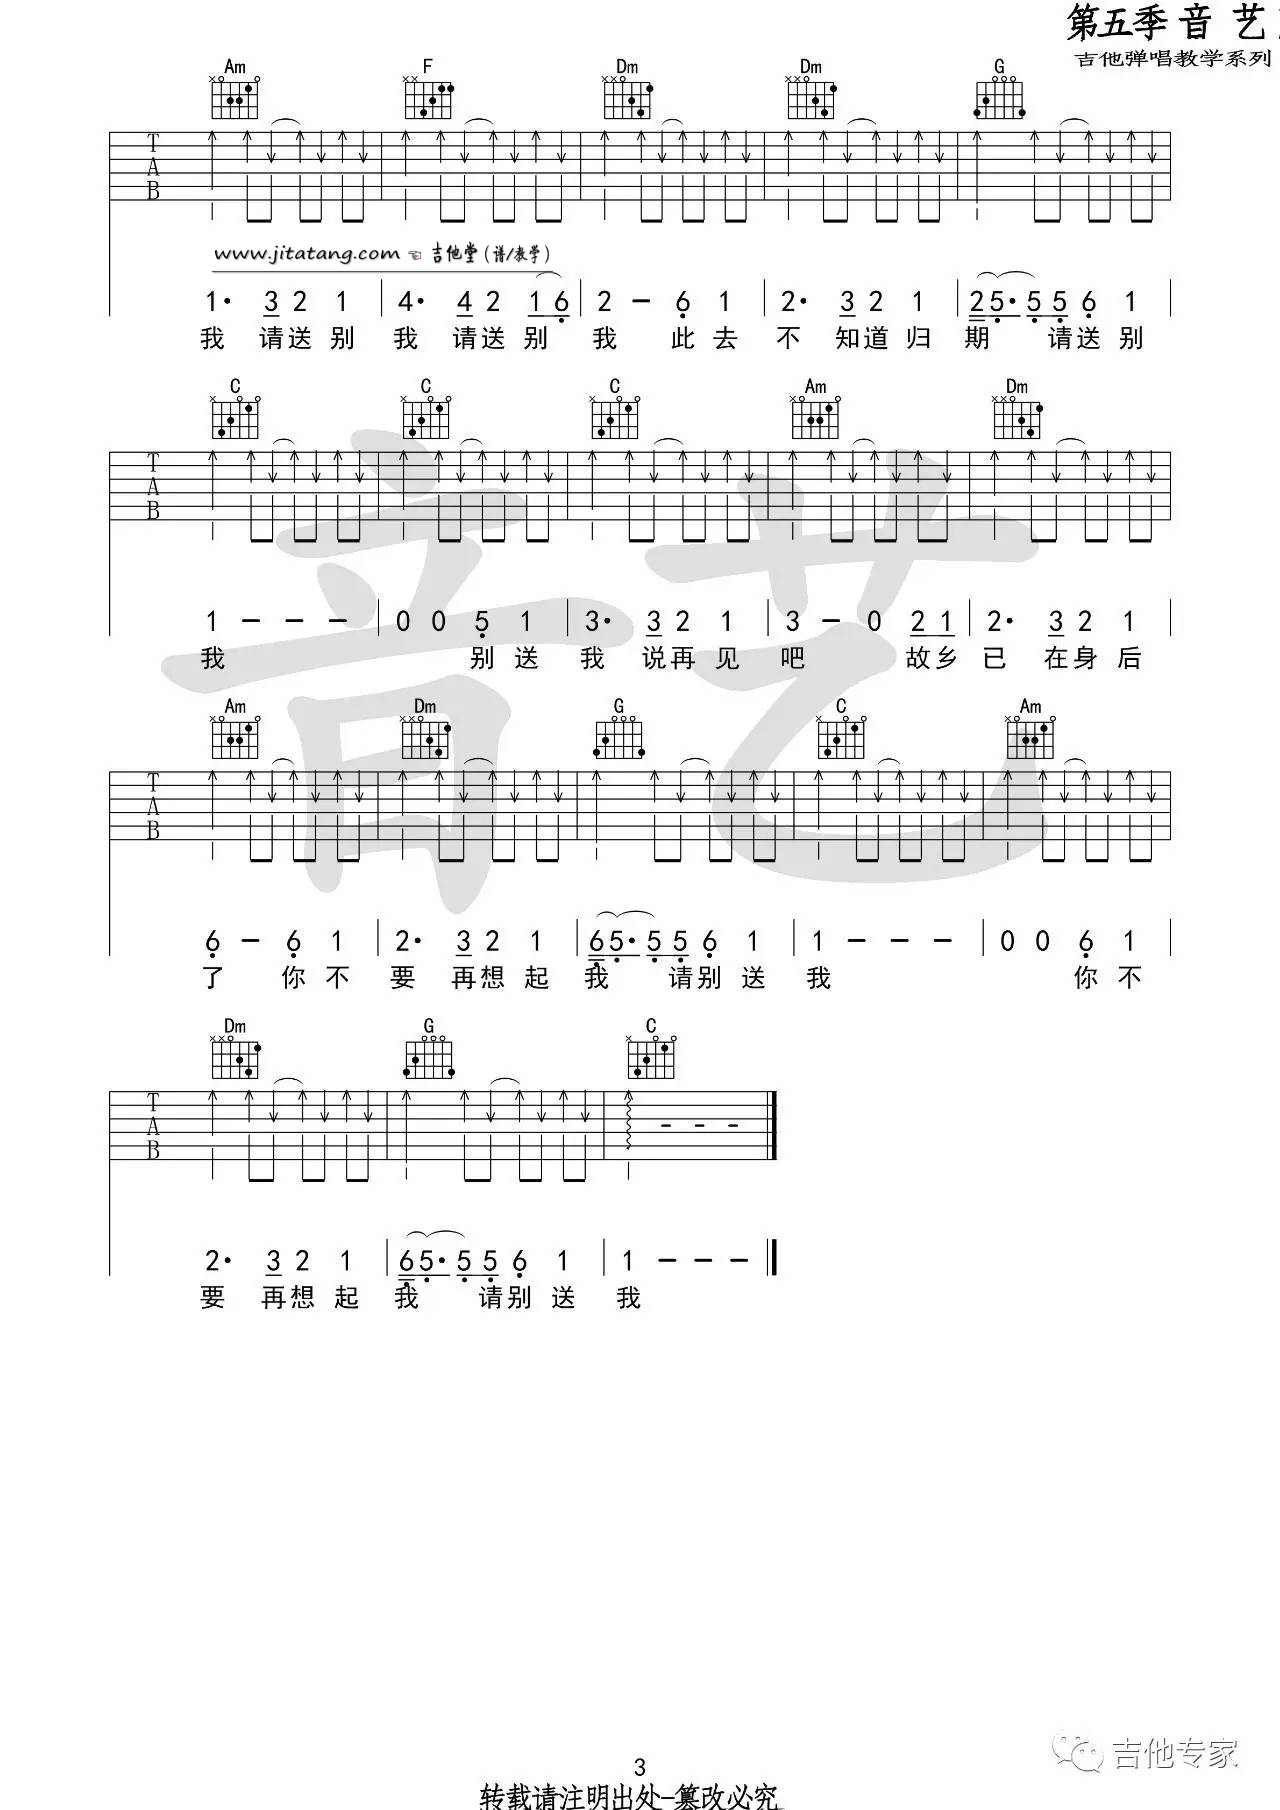 第五季 音 艺
吉他弹唱教学系列
Am F Dm Dm G
T
A
B
www.jitatang.com ☜ 吉他堂(谱/教学)
1· 3 2 1 4· 4 2 1 6 2 - 6 1 2· 3 2 1 2 5· 5 5 6 1
我 请送 别 我 请送 别 我 此 去 不 知道 归 期 请送 别
C C C Am Dm
T
A
B
1 - - - 0 0 5 1 3· 3 2 1 3 - 0 2 1 2· 3 2 1
我 别 送 我 说再 见 吧 故乡 已 在身 后
Am Dm G C Am
T
A
B
6 - 6 1 2· 3 2 1 6 5· 5 5 6 1 1 - - - 0 0 6 1
了 你 不 要 再想 起 我 请别 送 我 你 不
Dm G C
T
A
B
2· 3 2 1 6 5· 5 5 6 1 1 - - -
要 再想 起 我 请别 送 我
音艺
吉他专家
3
转载请注明出处-篡改必究